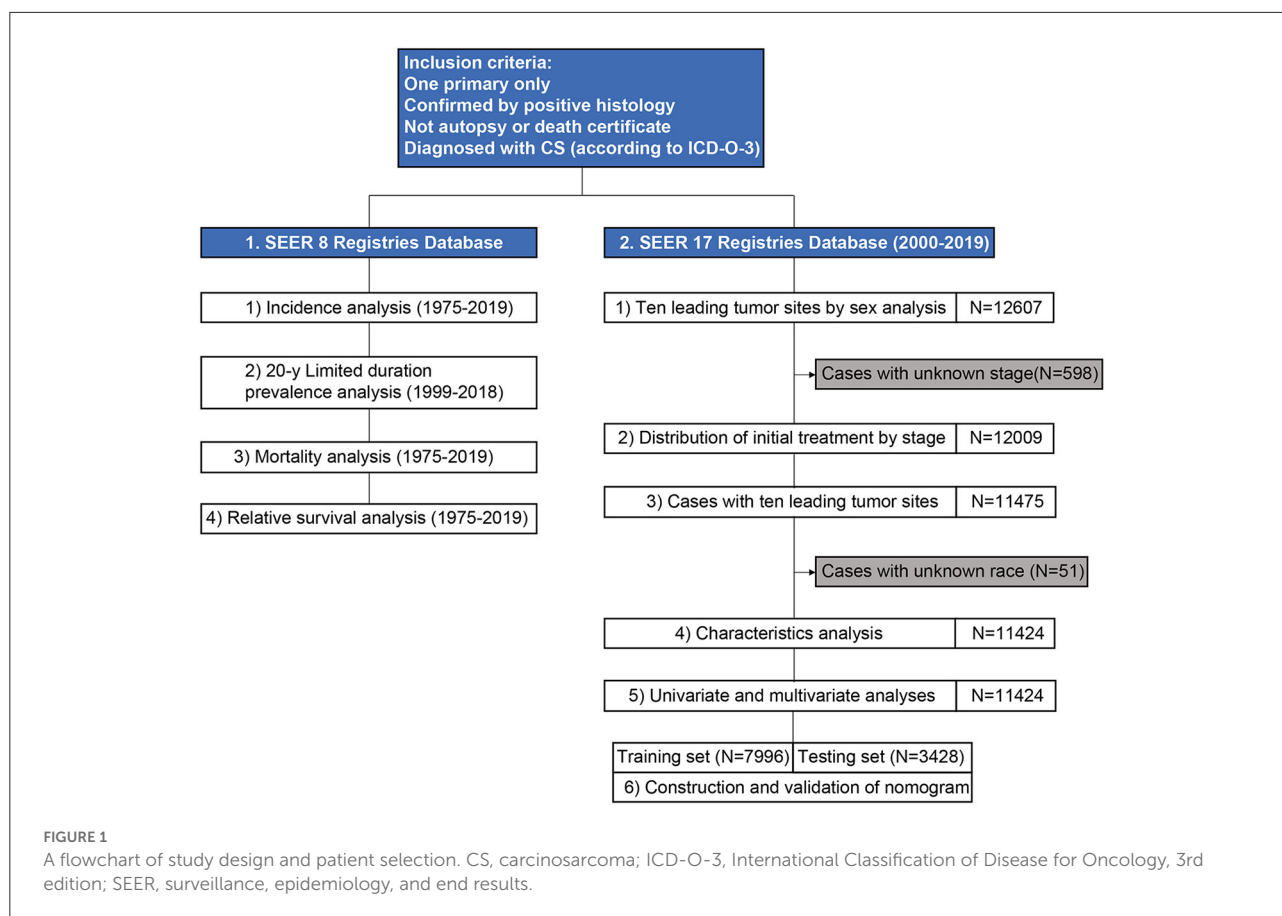 Inclusion criteria:
One primary only
Confirmed by positive histology
Not autopsy or death certificate
Diagnosed with CS (according to ICD-O-3)
1. SEER 8 Registries Database
1) Incidence analysis (1975-2019)
2) 20-y Limited duration
prevalence analysis (1999-2018)
3) Mortality analysis (1975-2019)
4) Relative survival analysis (1975-2019)
2. SEER 17 Registries Database (2000-2019)
1) Ten leading tumor sites by sex analysis N=12607
Cases with unknown stage(N=598)
2) Distribution of initial treatment by stage N=12009
3) Cases with ten leading tumor sites N=11475
Cases with unknown race (N=51)
4) Characteristics analysis N=11424
5) Univariate and multivariate analyses N=11424
Training set (N=7996) Testing set (N=3428)
6) Construction and validation of nomogram
FIGURE 1
A flowchart of study design and patient selection. CS, carcinosarcoma; ICD-O-3, International Classification of Disease for Oncology, 3rd
edition; SEER, surveillance, epidemiology, and end results.